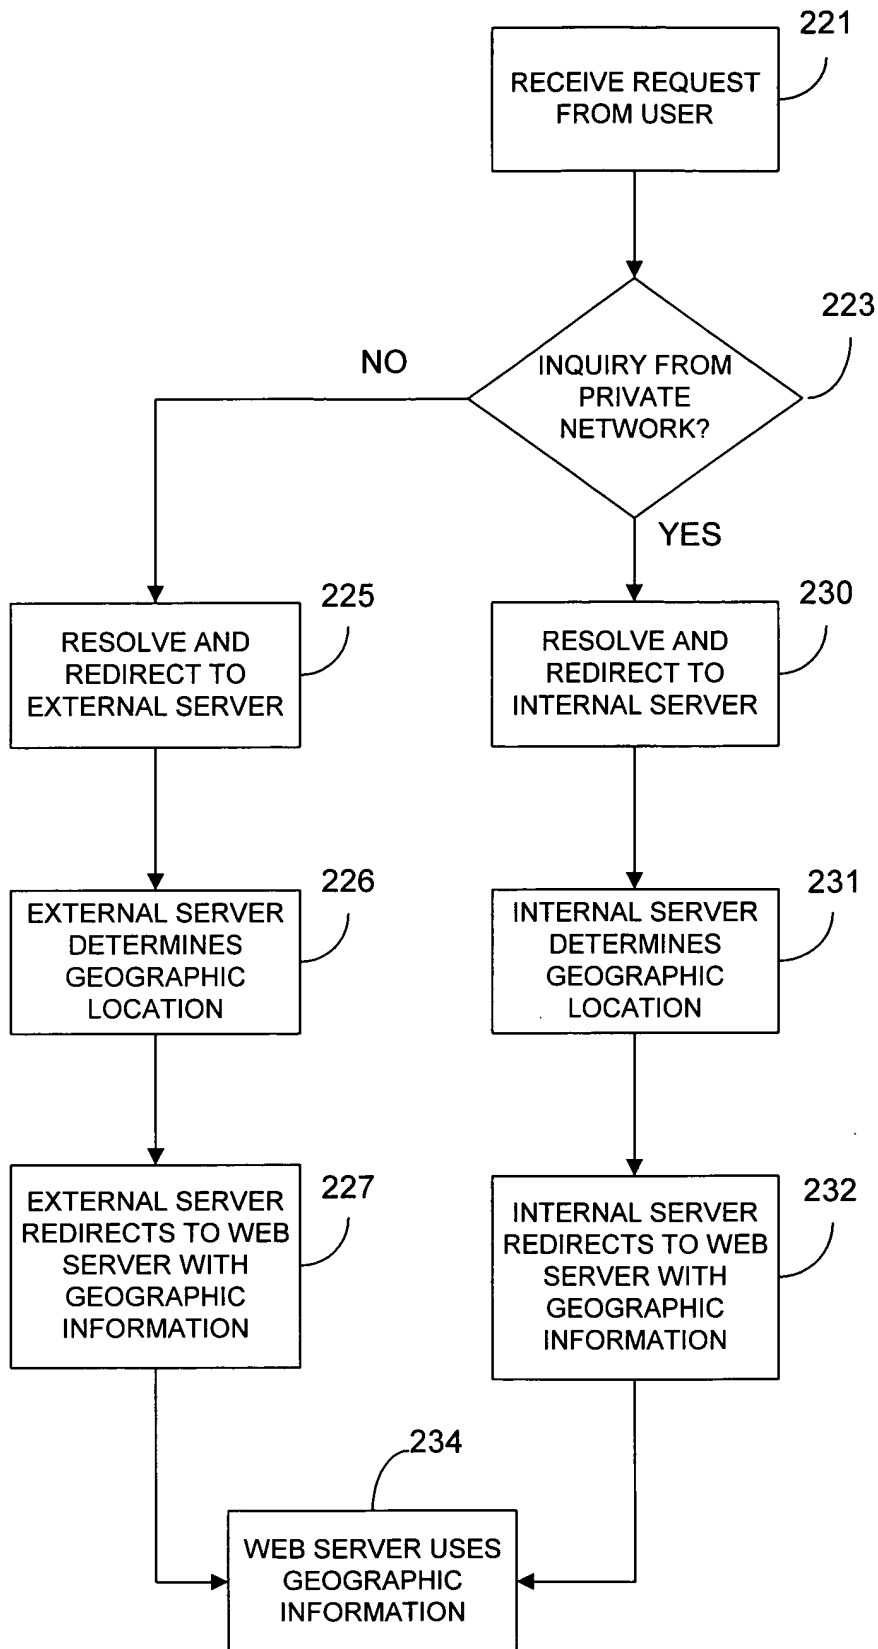 221
RECEIVE REQUEST
FROM USER
223
INQUIRY FROM
PRIVATE
NETWORK?
NO
YES
225
RESOLVE AND
REDIRECT TO
EXTERNAL SERVER
230
RESOLVE AND
REDIRECT TO
INTERNAL SERVER
226
EXTERNAL SERVER
DETERMINES
GEOGRAPHIC
LOCATION
231
INTERNAL SERVER
DETERMINES
GEOGRAPHIC
LOCATION
227
EXTERNAL SERVER
REDIRECTS TO WEB
SERVER WITH
GEOGRAPHIC
INFORMATION
232
INTERNAL SERVER
REDIRECTS TO WEB
SERVER WITH
GEOGRAPHIC
INFORMATION
234
WEB SERVER USES
GEOGRAPHIC
INFORMATION